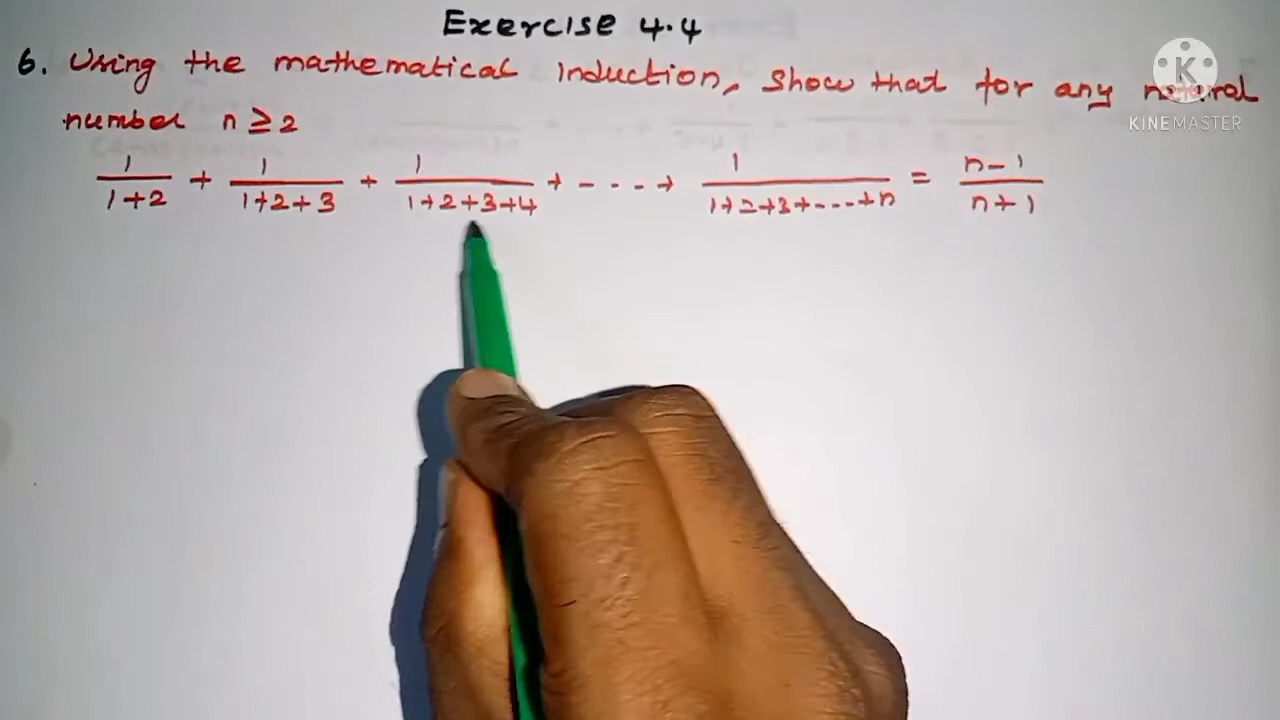 Exercise 4.4
6. Using the mathematical induction, show that for any natural
number n ≥ 2
1/(1+2) + 1/(1+2+3) + 1/(1+2+3+4) + - - - + 1/(1+2+3+---+n) = (n-1)/(n+1)
K
KINEMASTER